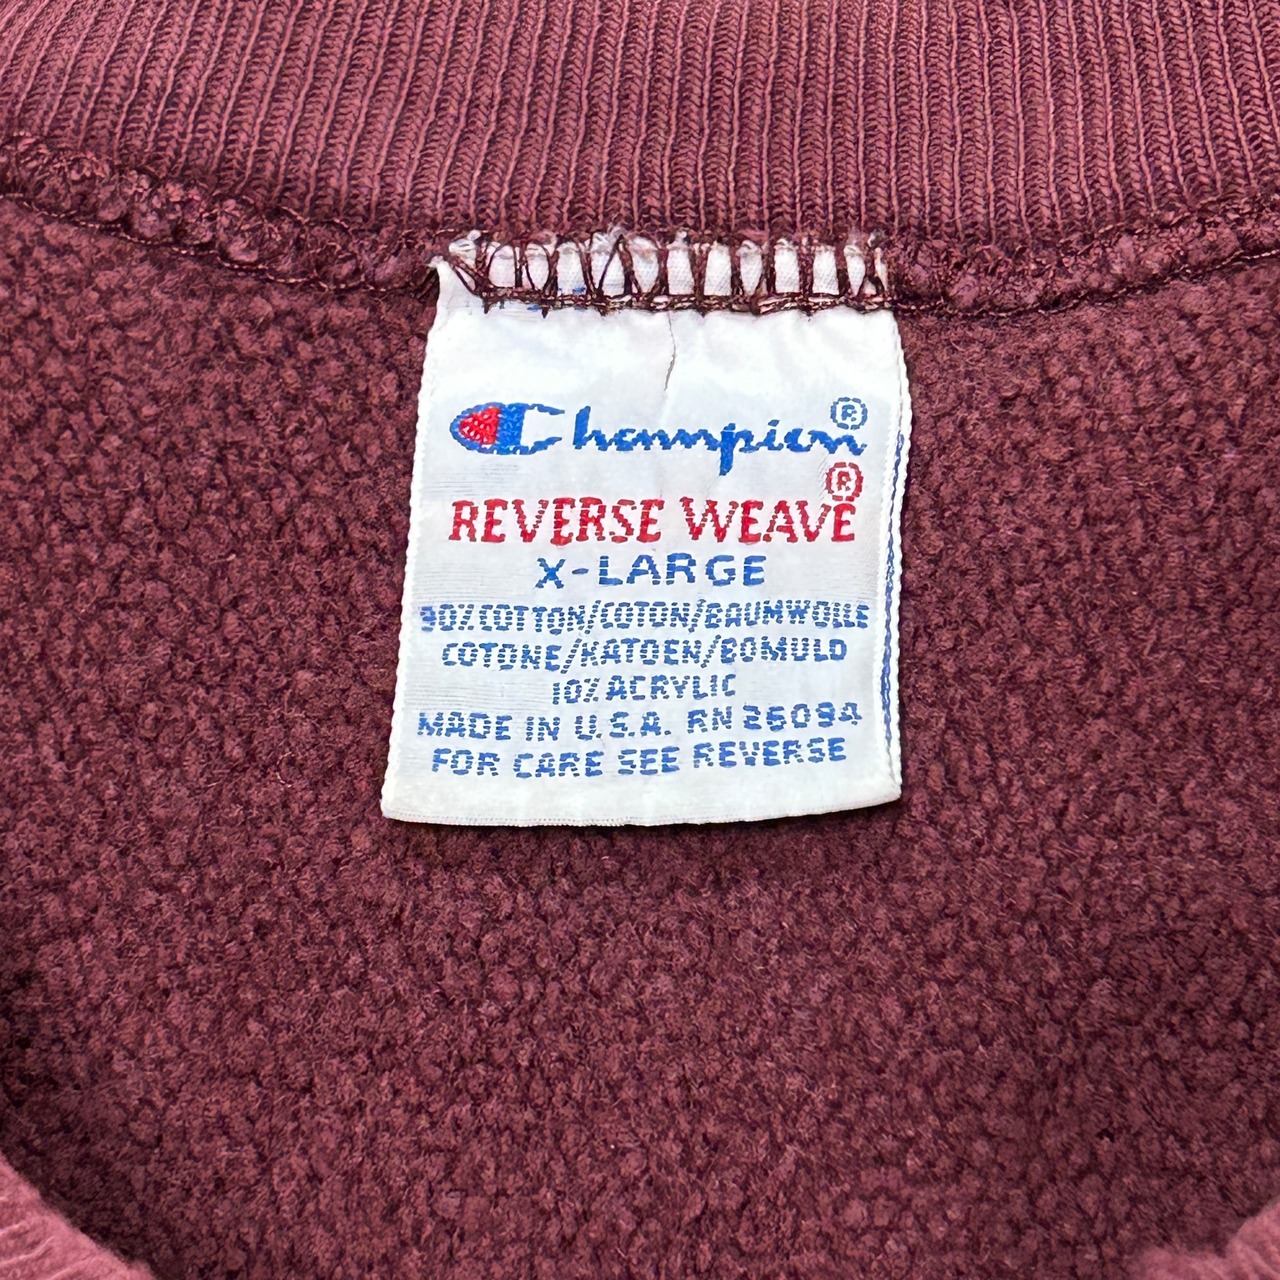 Champion®
REVERSE WEAVE®
X-LARGE
90% COTTON/COTON/BAUMWOLLE
COTONE/KATOEN/BOMULD
10% ACRYLIC
MADE IN U.S.A. RN 26094
FOR CARE SEE REVERSE